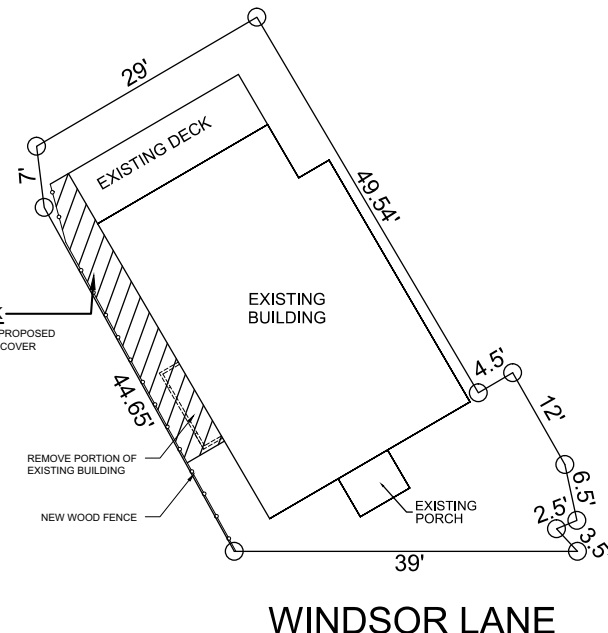 29'
EXISTING DECK
7'
49.54'
EXISTING
BUILDING
PROPOSED
COVER
4.5'
44.65'
12'
REMOVE PORTION OF
EXISTING BUILDING
6.5'
EXISTING
PORCH
2.5'
NEW WOOD FENCE
3.5'
39'
WINDSOR LANE